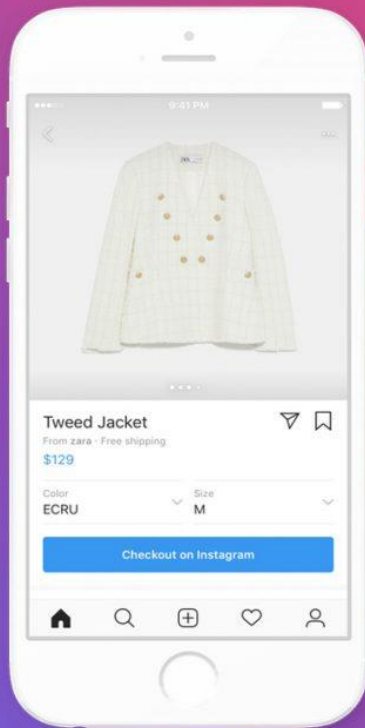 9:41 PM
Tweed Jacket
From zara · Free shipping
$129
Color
Size
ECRU
M
Checkout on Instagram